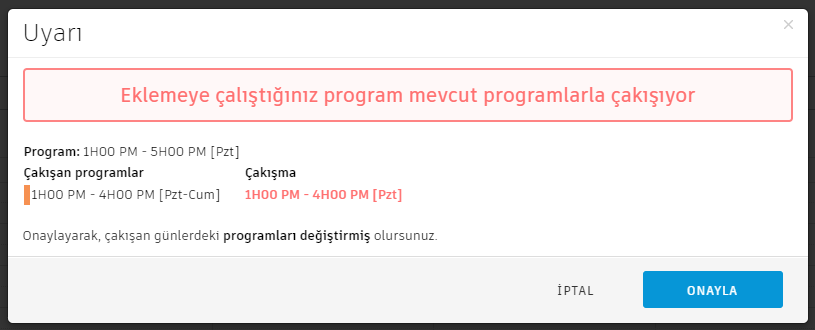 Uyarı
×
Eklemeye çalıştığınız program mevcut programlarla çakışıyor
Program: 1H00 PM - 5H00 PM [Pzt]
Çakışan programlar Çakışma
1H00 PM - 4H00 PM [Pzt-Cum] 1H00 PM - 4H00 PM [Pzt]
Onaylayarak, çakışan günlerdeki programları değiştirmiş olursunuz.
İPTAL ONAYLA